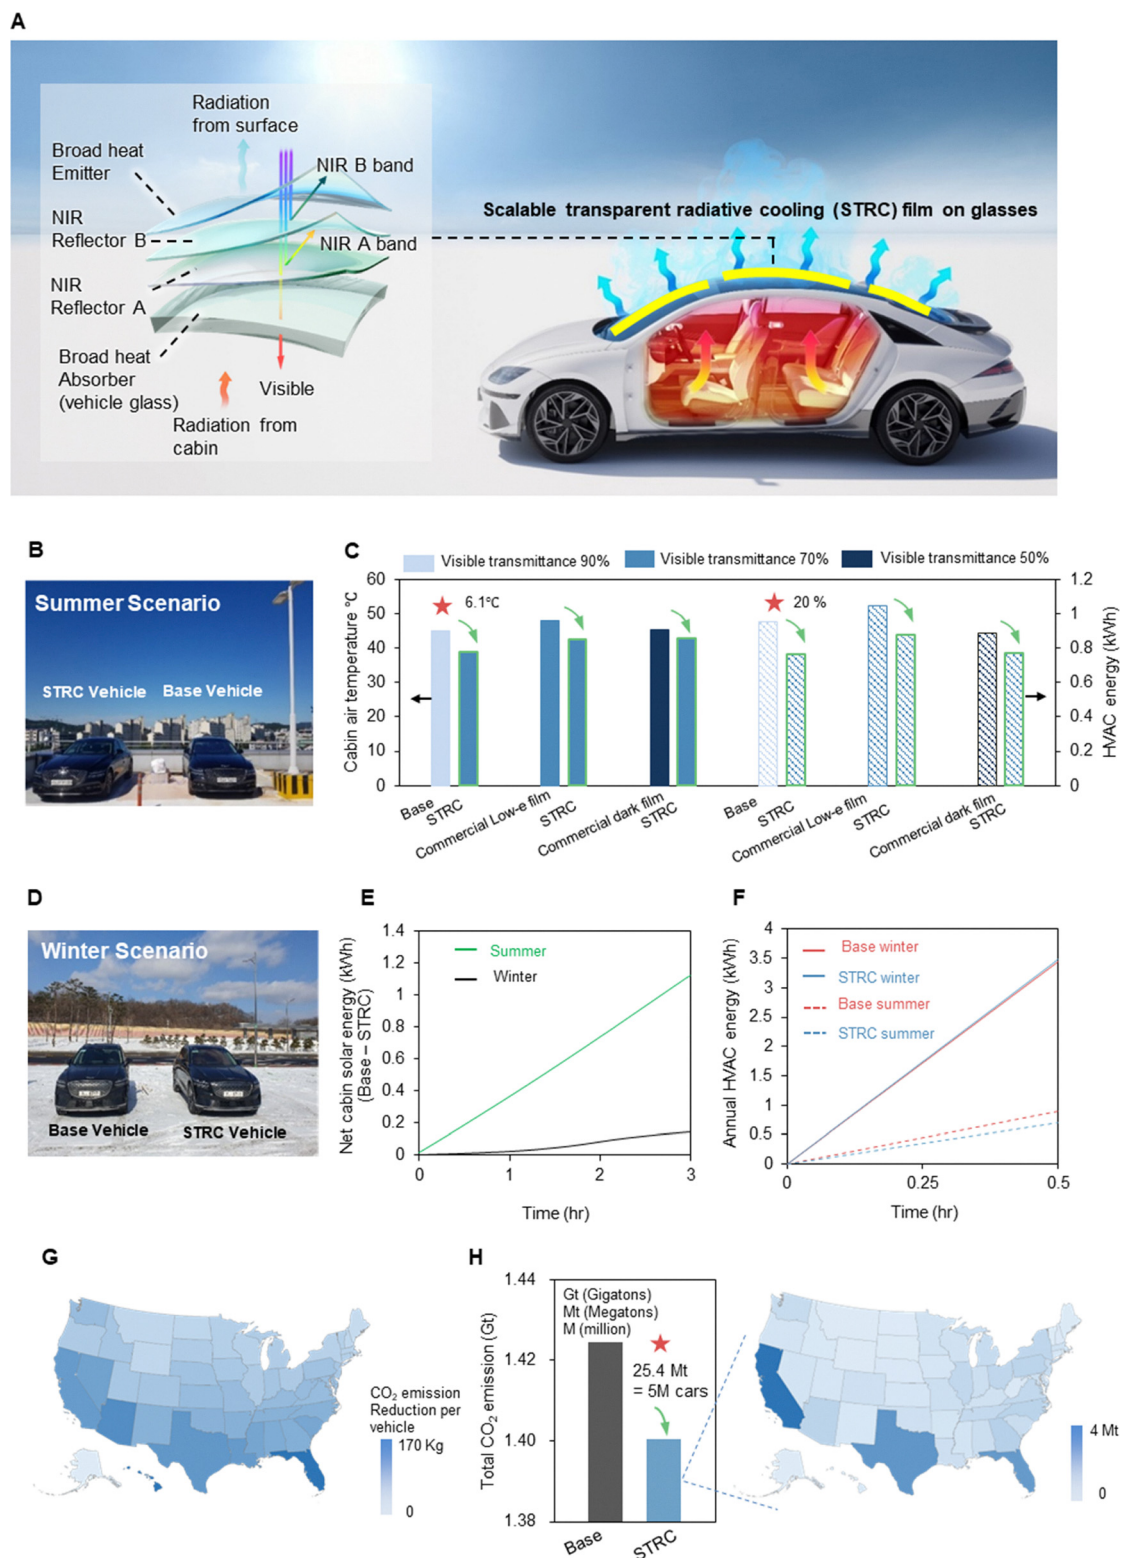 A
Radiation
from surface
Broad heat
Emitter
NIR B band
NIR
Reflector B
NIR A band
NIR
Reflector A
Broad heat
Absorber
(vehicle glass)
Visible
Radiation from
cabin
Scalable transparent radiative cooling (STRC) film on glasses
B
Summer Scenario
STRC Vehicle
Base Vehicle
C
Visible transmittance 90%
Visible transmittance 70%
Visible transmittance 50%
Cabin air temperature ℃
60
50
40
30
20
10
0
6.1℃
20 %
1.2
1
0.8
0.6
0.4
0.2
0
HVAC energy (kWh)
Base
STRC
Commercial Low-e film
STRC
Commercial dark film
STRC
Base
STRC
Commercial Low-e film
STRC
Commercial dark film
STRC
D
Winter Scenario
Base Vehicle
STRC Vehicle
E
Net cabin solar energy (kWh)
(Base – STRC)
1.4
1.2
1
0.8
0.6
0.4
0.2
0
Summer
Winter
0
1
2
3
Time (hr)
F
Annual HVAC energy (kWh)
4
3.5
3
2.5
2
1.5
1
0.5
0
Base winter
STRC winter
Base summer
STRC summer
0
0.25
0.5
Time (hr)
G
CO₂ emission
Reduction per
vehicle
170 Kg
0
H
Total CO₂ emission (Gt)
1.44
1.42
1.40
1.38
Gt (Gigatons)
Mt (Megatons)
M (million)
25.4 Mt
= 5M cars
Base
STRC
4 Mt
0